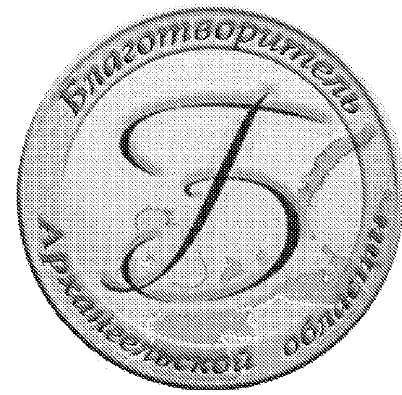 Благотворитель
Б
Архангельской области